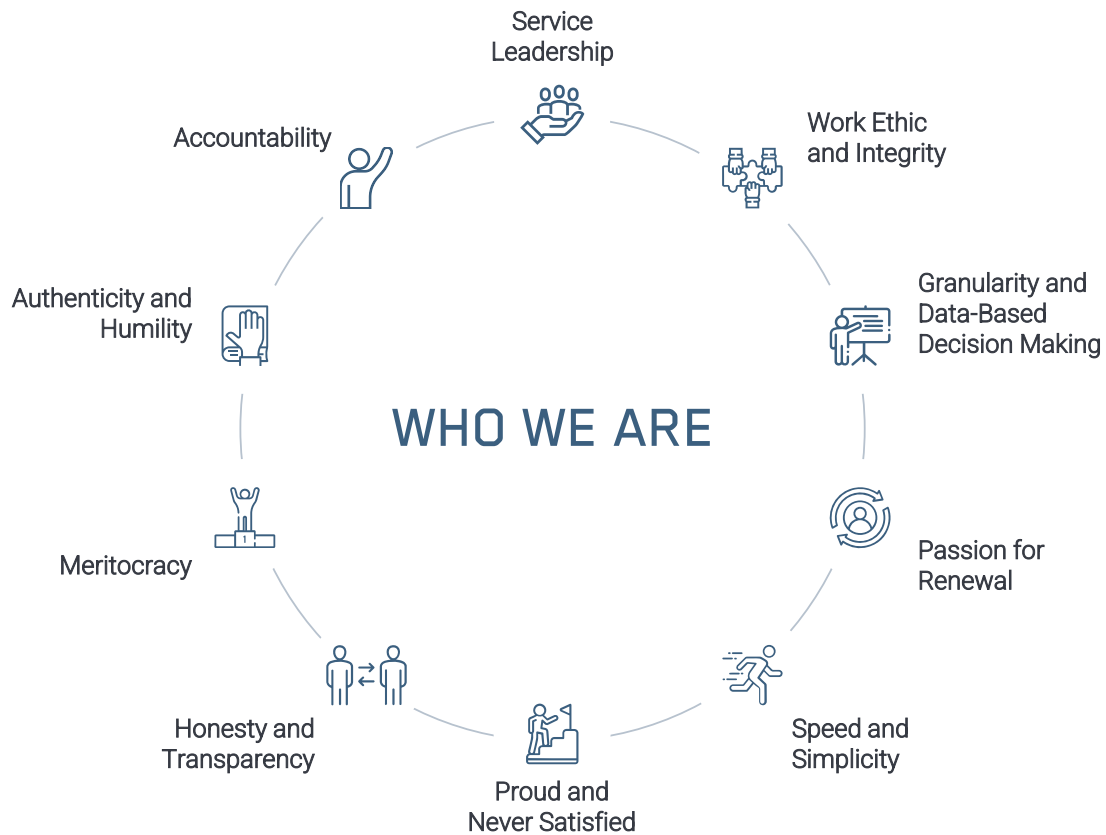 Service
Leadership
Work Ethic
and Integrity
Granularity and
Data-Based
Decision Making
Passion for
Renewal
Speed and
Simplicity
Proud and
Never Satisfied
Honesty and
Transparency
Meritocracy
1
Authenticity and
Humility
Accountability
WHO WE ARE